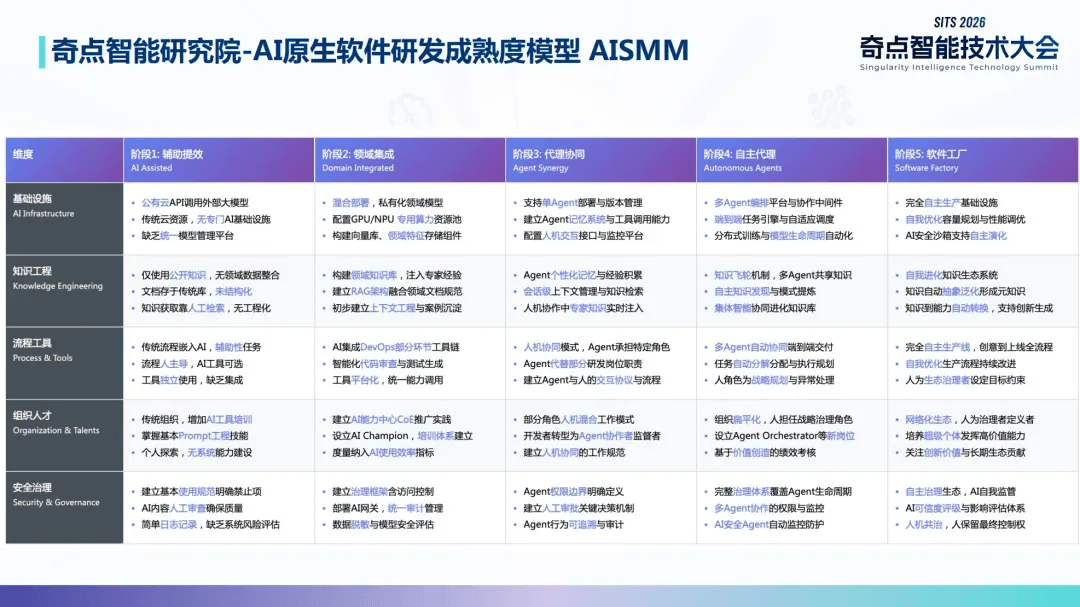 SITS 2026
奇点智能研究院-AI原生软件研发成熟度模型 AISMM
奇点智能技术大会
Singularity Intelligence Technology Summit
维度
阶段1: 辅助提效
AI Assisted
阶段2: 领域集成
Domain Integrated
阶段3: 代理协同
Agent Synergy
阶段4: 自主代理
Autonomous Agents
阶段5: 软件工厂
Software Factory
基础设施
AI Infrastructure
• 公有云API调用外部大模型
• 传统云资源，无专门AI基础设施
• 缺乏统一模型管理平台
• 混合部署，私有化领域模型
• 配置GPU/NPU 专用算力资源池
• 构建向量库、领域特征存储组件
• 支持单Agent部署与版本管理
• 建立Agent记忆系统与工具调用能力
• 配置人机交互接口与监控平台
• 多Agent编排平台与协作中间件
• 端到端任务引擎与自适应调度
• 分布式训练与模型生命周期自动化
• 完全自主生产基础设施
• 自我优化容量规划与性能调优
• AI安全沙箱支持自主演化
知识工程
Knowledge Engineering
• 仅使用公开知识，无领域数据整合
• 文档存于传统库，未结构化
• 知识获取靠人工检索，无工程化
• 构建领域知识库，注入专家经验
• 建立RAG架构融合领域文档规范
• 初步建立上下文工程与案例沉淀
• Agent个性化记忆与经验积累
• 会话级上下文管理与知识检索
• 人机协作中专家知识实时注入
• 知识飞轮机制，多Agent共享知识
• 自主知识发现与模式提炼
• 集体智能协同进化知识库
• 自我进化知识生态系统
• 知识自动抽象泛化形成元知识
• 知识到能力自动转换，支持创新生成
流程工具
Process & Tools
• 传统流程嵌入AI，辅助性任务
• 流程人主导，AI工具可选
• 工具独立使用，缺乏集成
• AI集成DevOps部分环节工具链
• 智能化代码审查与测试生成
• 工具平台化，统一能力调用
• 人机协同模式，Agent承担特定角色
• Agent代替部分研发岗位职责
• 建立Agent与人的交互协议与流程
• 多Agent自动协同端到端交付
• 任务自动分解分配与执行规划
• 人角色为战略规划与异常处理
• 完全自主生产线，创意到上线全流程
• 自我优化生产流程持续改进
• 人为生态治理者设定目标约束
组织人才
Organization & Talents
• 传统组织，增加AI工具培训
• 掌握基本Prompt工程技能
• 个人探索，无系统能力建设
• 建立AI能力中心CoE推广实践
• 设立AI Champion，培训体系建立
• 度量纳入AI使用效率指标
• 部分角色人机混合工作模式
• 开发者转型为Agent协作者监督者
• 建立人机协同的工作规范
• 组织扁平化，人担任战略治理角色
• 设立Agent Orchestrator等新岗位
• 基于价值创造的绩效考核
• 网络化生态，人为治理者定义者
• 培养超级个体发挥高价值能力
• 关注创新价值与长期生态贡献
安全治理
Security & Governance
• 建立基本使用规范明确禁止项
• AI内容人工审查确保质量
• 简单日志记录，缺乏系统风险评估
• 建立治理框架含访问控制
• 部署AI网关，统一审计管理
• 数据脱敏与模型安全评估
• Agent权限边界明确定义
• 建立人工审批关键决策机制
• Agent行为可追溯与审计
• 完整治理体系覆盖Agent生命周期
• 多Agent协作的权限与监控
• AI安全Agent自动监控防护
• 自主治理生态，AI自我监管
• AI可信度评级与影响评估体系
• 人机共治，人保留最终控制权